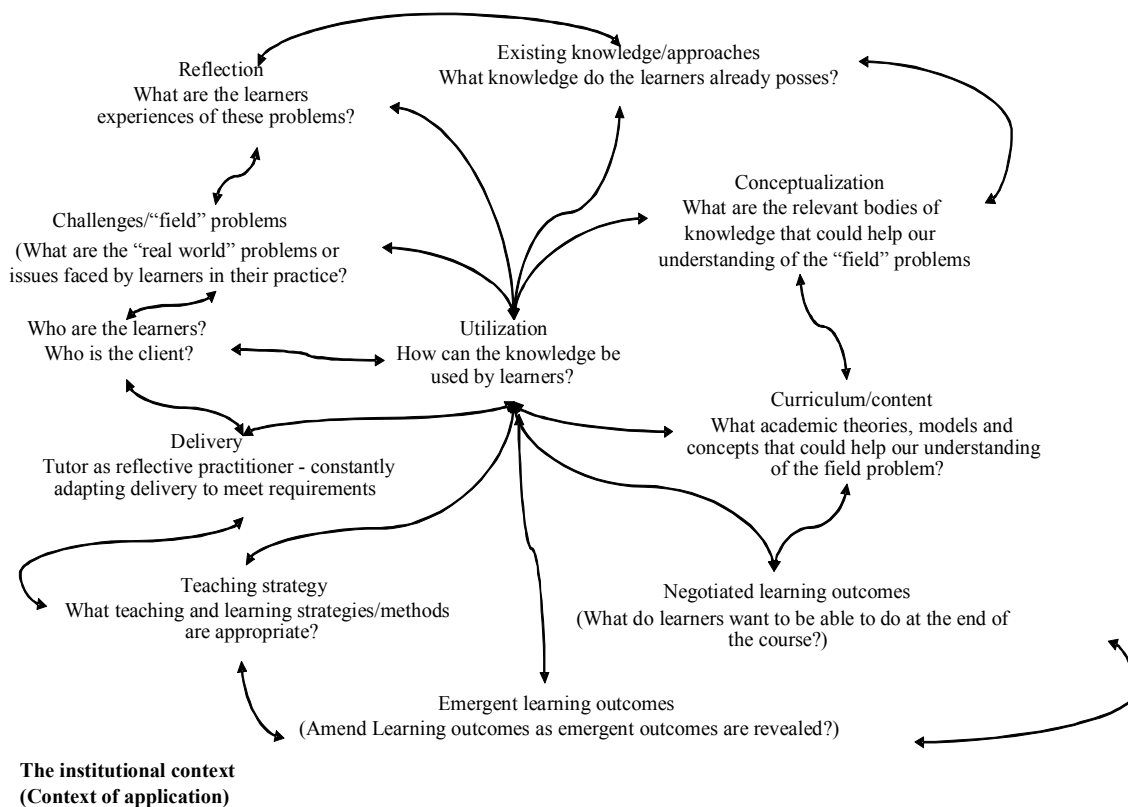 Existing knowledge/approaches
What knowledge do the learners already posses?
Reflection
What are the learners
experiences of these problems?
Conceptualization
What are the relevant bodies of
knowledge that could help our
understanding of the “field” problems
Challenges/“field” problems
(What are the “real world” problems or
issues faced by learners in their practice?
Who are the learners?
Who is the client?
Utilization
How can the knowledge be
used by learners?
Curriculum/content
What academic theories, models and
concepts that could help our understanding
of the field problem?
Delivery
Tutor as reflective practitioner - constantly
adapting delivery to meet requirements
Teaching strategy
What teaching and learning strategies/methods
are appropriate?
Negotiated learning outcomes
(What do learners want to be able to do at the end of
the course?)
Emergent learning outcomes
(Amend Learning outcomes as emergent outcomes are revealed?)
The institutional context
(Context of application)